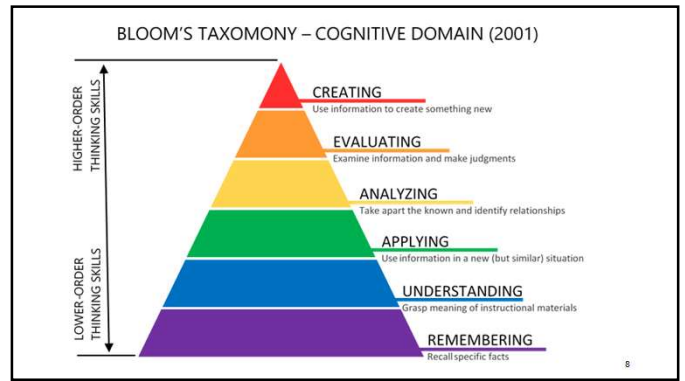 BLOOM'S TAXOMONY – COGNITIVE DOMAIN (2001)
HIGHER-ORDER
THINKING SKILLS
LOWER-ORDER
THINKING SKILLS
CREATING
Use information to create something new
EVALUATING
Examine information and make judgments
ANALYZING
Take apart the known and identify relationships
APPLYING
Use information in a new (but similar) situation
UNDERSTANDING
Grasp meaning of instructional materials
REMEMBERING
Recall specific facts
8